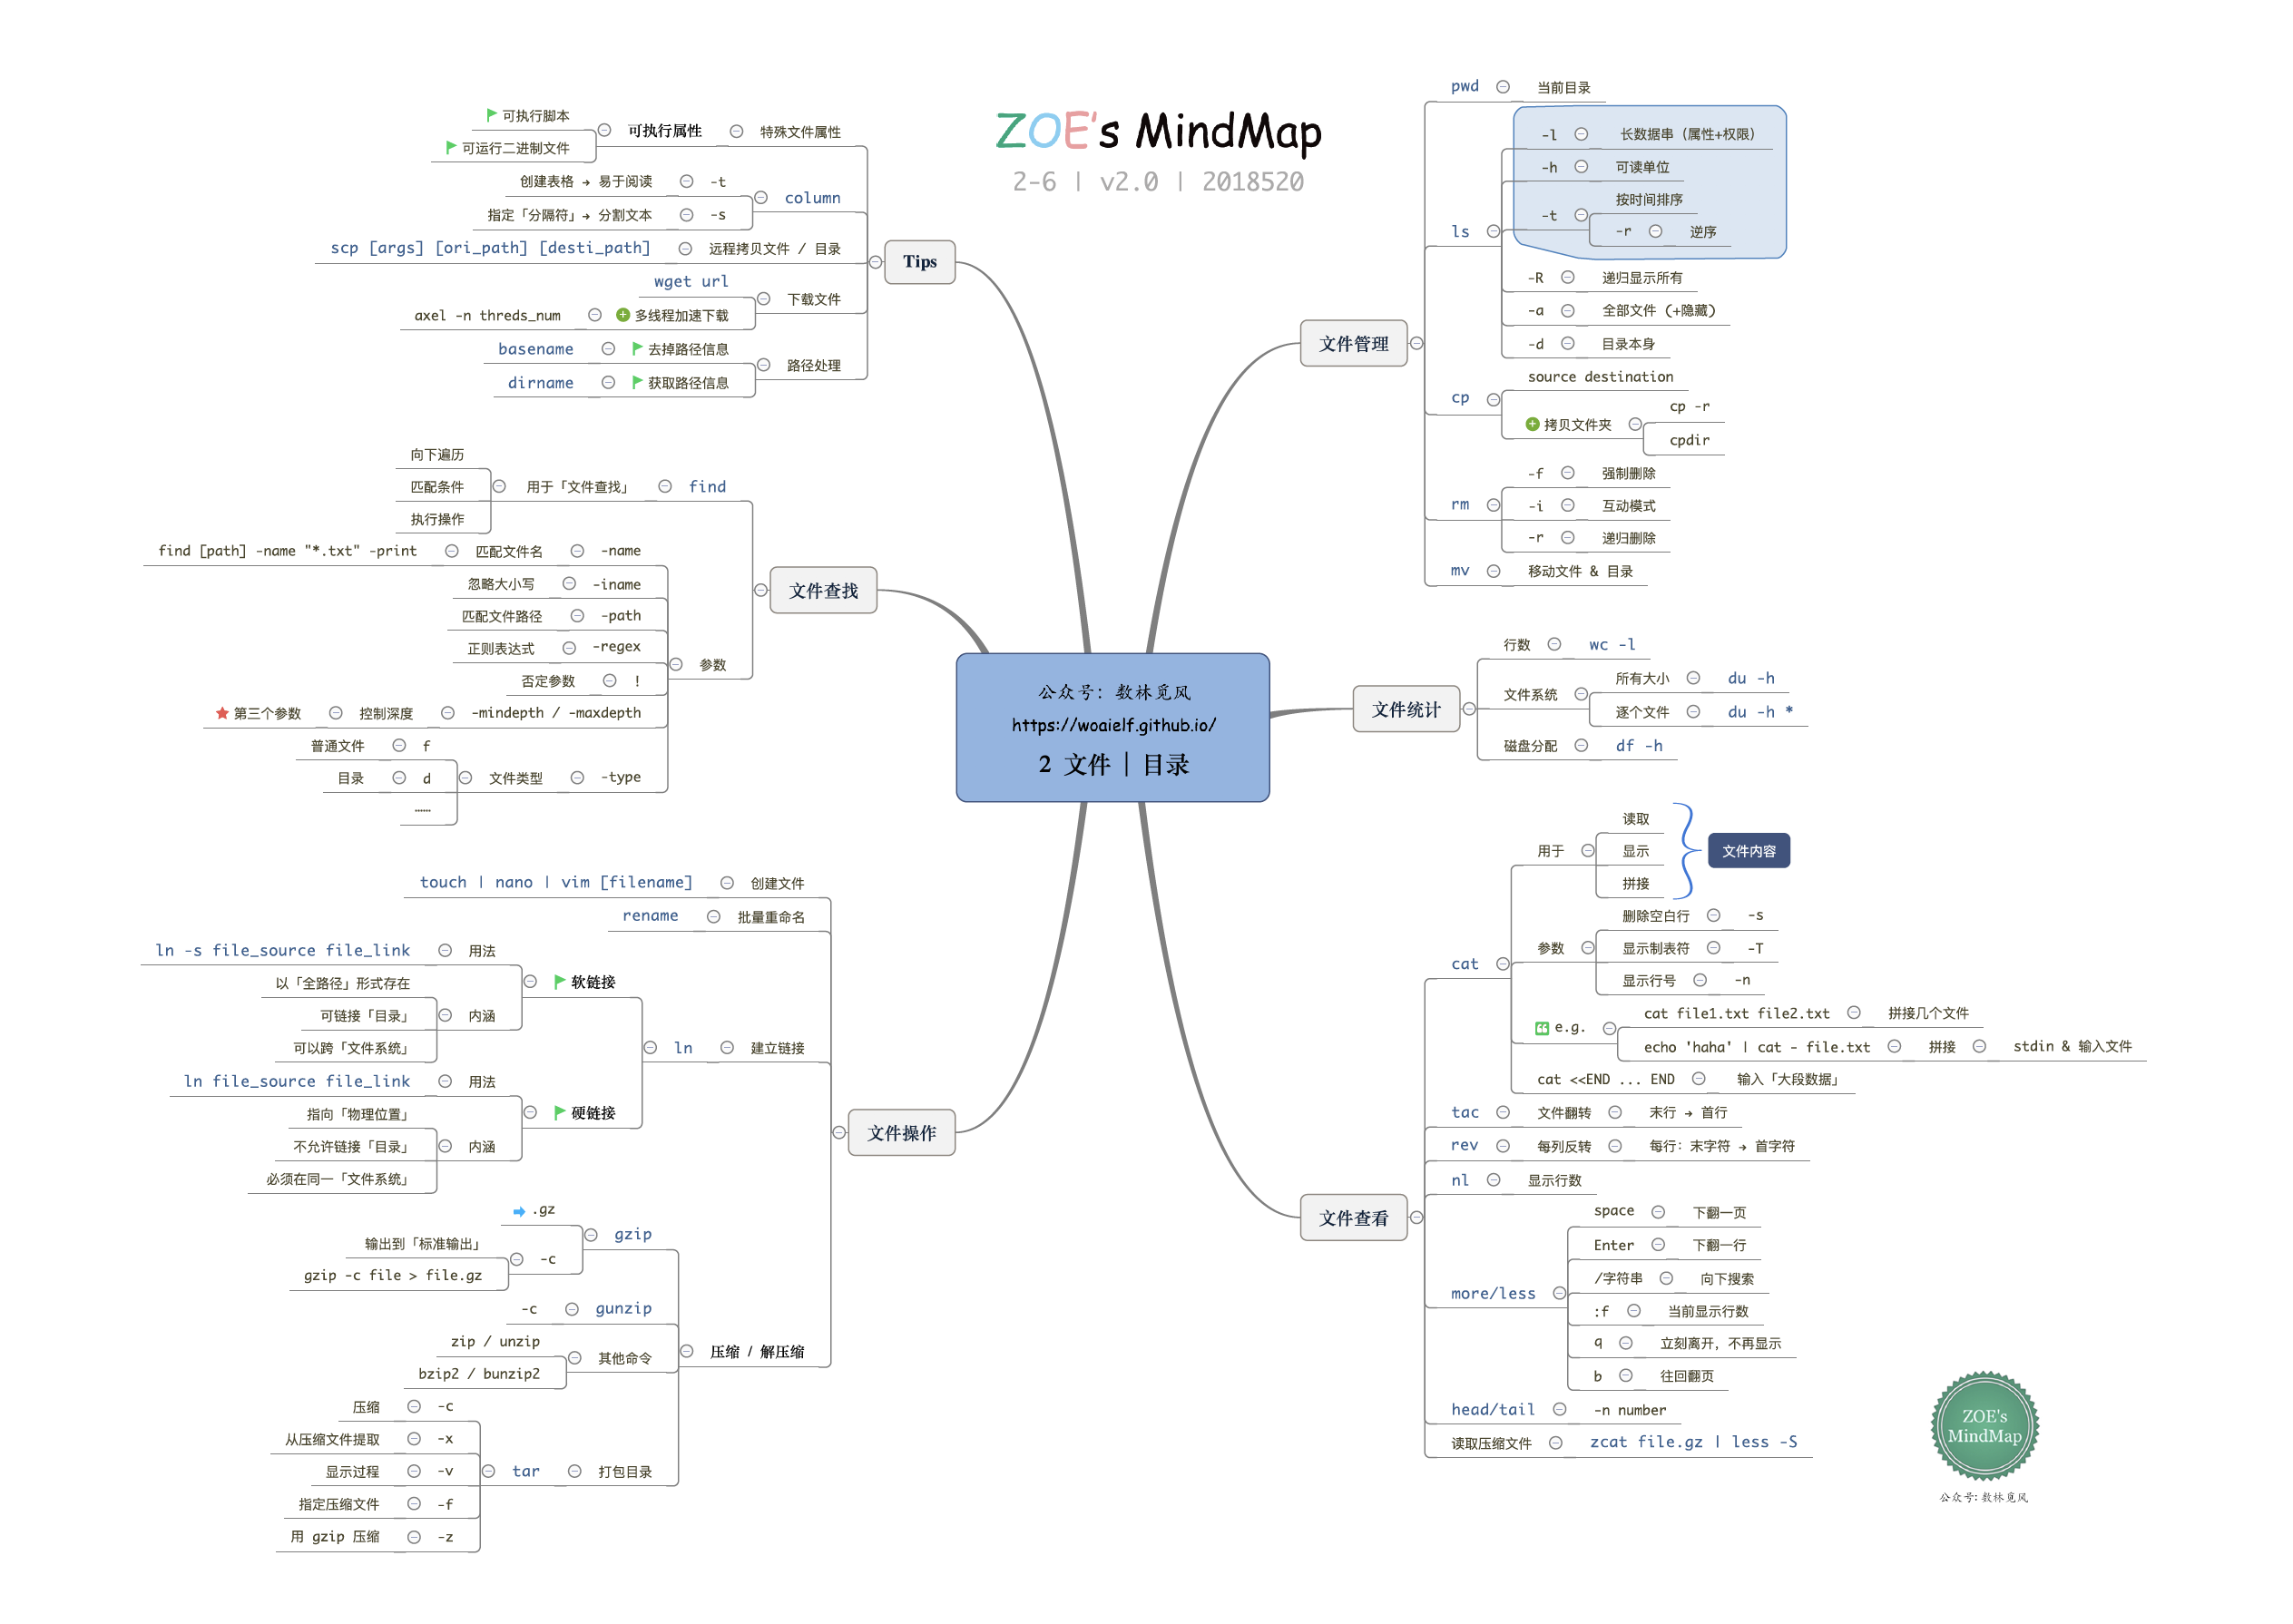 ZOE's MindMap
2-6 | v2.0 | 2018520
公众号：数林觅风
https://woaielf.github.io/
2 文件 | 目录
文件管理
pwd
当前目录
ls
-l
长数据串（属性+权限）
-h
可读单位
-t
按时间排序
-r
逆序
-R
递归显示所有
-a
全部文件（+隐藏）
-d
目录本身
cp
source destination
拷贝文件夹
cp -r
cpdir
rm
-f
强制删除
-i
互动模式
-r
递归删除
mv
移动文件 & 目录
文件统计
行数
wc -l
文件系统
所有大小
du -h
逐个文件
du -h *
磁盘分配
df -h
文件查看
cat
用于
读取
显示
拼接
文件内容
参数
删除空白行
-s
显示制表符
-T
显示行号
-n
e.g.
cat file1.txt file2.txt
拼接几个文件
echo 'haha' | cat - file.txt
拼接
stdin & 输入文件
cat <<END ... END
输入「大段数据」
tac
文件翻转
末行 → 首行
rev
每列反转
每行：末字符 → 首字符
nl
显示行数
more/less
space
下翻一页
Enter
下翻一行
/字符串
向下搜索
:f
当前显示行数
q
立刻离开，不再显示
b
往回翻页
head/tail
-n number
读取压缩文件
zcat file.gz | less -S
Tips
特殊文件属性
可执行属性
可执行脚本
可运行二进制文件
column
-t
创建表格 → 易于阅读
-s
指定「分隔符」→ 分割文本
远程拷贝文件 / 目录
scp [args] [ori_path] [desti_path]
下载文件
wget url
多线程加速下载
axel -n threds_num
路径处理
去掉路径信息
basename
获取路径信息
dirname
文件查找
find
用于「文件查找」
向下遍历
匹配条件
执行操作
参数
-name
匹配文件名
find [path] -name "*.txt" -print
-iname
忽略大小写
-path
匹配文件路径
-regex
正则表达式
!
否定参数
-mindepth / -maxdepth
控制深度
第三个参数
-type
文件类型
f
普通文件
d
目录
……
文件操作
创建文件
touch | nano | vim [filename]
批量重命名
rename
建立链接
ln
软链接
用法
ln -s file_source file_link
内涵
以「全路径」形式存在
可链接「目录」
可以跨「文件系统」
硬链接
用法
ln file_source file_link
内涵
指向「物理位置」
不允许链接「目录」
必须在同一「文件系统」
压缩 / 解压缩
gzip
.gz
-c
输出到「标准输出」
gzip -c file > file.gz
gunzip
-c
其他命令
zip / unzip
bzip2 / bunzip2
打包目录
tar
-c
压缩
-x
从压缩文件提取
-v
显示过程
-f
指定压缩文件
-z
用 gzip 压缩
ZOE's
MindMap
公众号：数林觅风